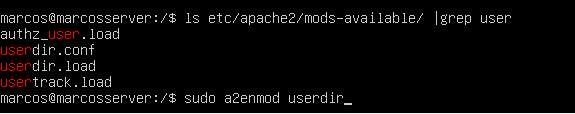 marcos@marcosserver:/$ ls etc/apache2/mods-available/ |grep user
authz_user.load
userdir.conf
userdir.load
usertrack.load
marcos@marcosserver:/$ sudo a2enmod userdir_